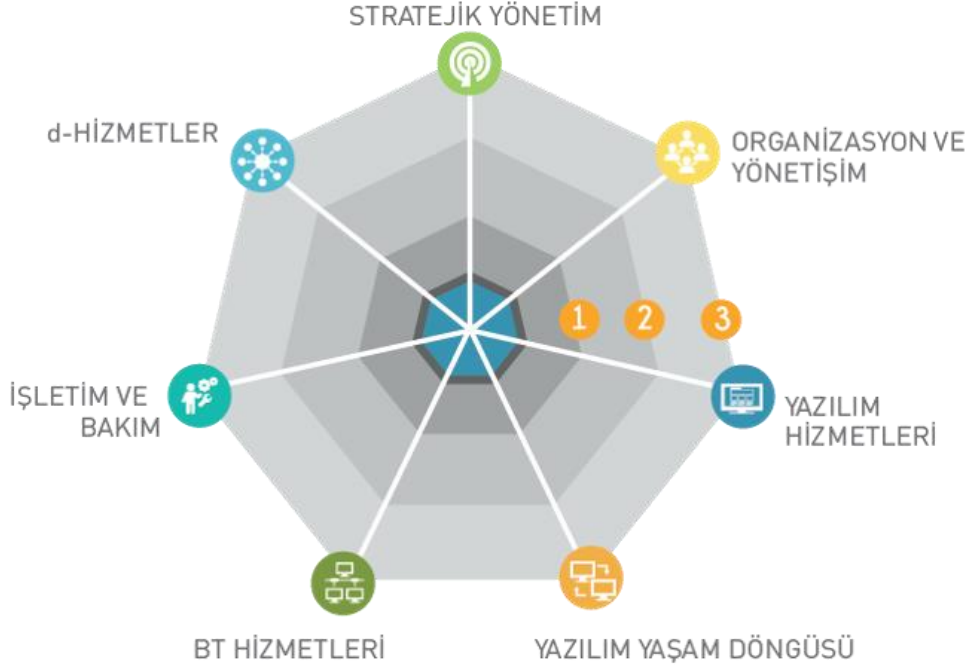 STRATEJİK YÖNETİM
d-HİZMETLER
ORGANİZASYON VE
YÖNETİŞİM
1 2 3
İŞLETİM VE
BAKIM
YAZILIM
HİZMETLERİ
BT HİZMETLERİ
YAZILIM YAŞAM DÖNGÜSÜ